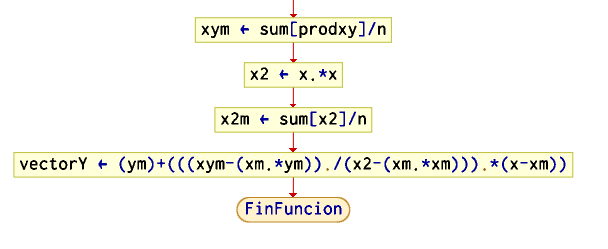 xym ← sum[prodxy]/n
x2 ← x.*x
x2m ← sum[x2]/n
vectorY ← (ym)+(((xym-(xm.*ym))./(x2-(xm.*xm))).*(x-xm))
FinFuncion